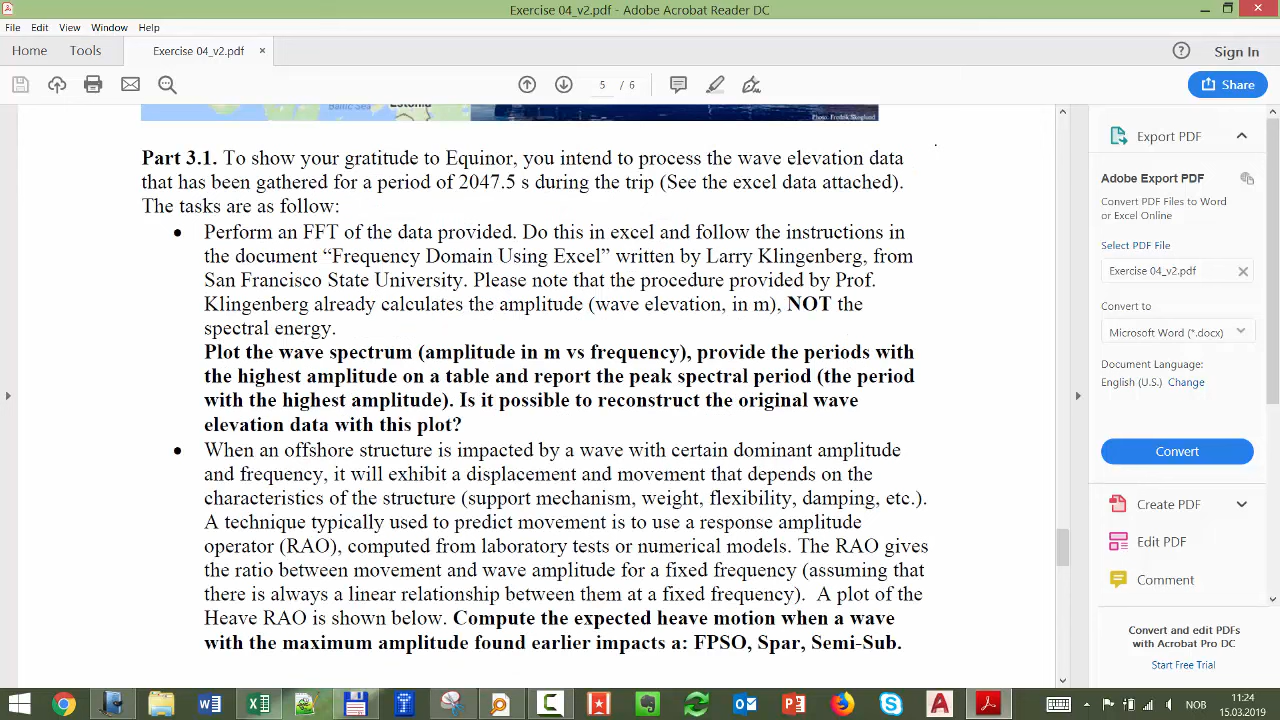 Exercise 04_v2.pdf - Adobe Acrobat Reader DC
File Edit View Window Help
Home Tools Exercise 04_v2.pdf × Sign In
5 / 6 Share
Baltic Sea Estonia Photo: Fredrik Skoglund
Part 3.1. To show your gratitude to Equinor, you intend to process the wave elevation data
that has been gathered for a period of 2047.5 s during the trip (See the excel data attached).
The tasks are as follow:
• Perform an FFT of the data provided. Do this in excel and follow the instructions in
the document “Frequency Domain Using Excel” written by Larry Klingenberg, from
San Francisco State University. Please note that the procedure provided by Prof.
Klingenberg already calculates the amplitude (wave elevation, in m), NOT the
spectral energy.
Plot the wave spectrum (amplitude in m vs frequency), provide the periods with
the highest amplitude on a table and report the peak spectral period (the period
with the highest amplitude). Is it possible to reconstruct the original wave
elevation data with this plot?
• When an offshore structure is impacted by a wave with certain dominant amplitude
and frequency, it will exhibit a displacement and movement that depends on the
characteristics of the structure (support mechanism, weight, flexibility, damping, etc.).
A technique typically used to predict movement is to use a response amplitude
operator (RAO), computed from laboratory tests or numerical models. The RAO gives
the ratio between movement and wave amplitude for a fixed frequency (assuming that
there is always a linear relationship between them at a fixed frequency). A plot of the
Heave RAO is shown below. Compute the expected heave motion when a wave
with the maximum amplitude found earlier impacts a: FPSO, Spar, Semi-Sub.
Export PDF
Adobe Export PDF
Convert PDF Files to Word
or Excel Online
Select PDF File
Exercise 04_v2.pdf
Convert to
Microsoft Word (*.docx)
Document Language:
English (U.S.) Change
Convert
Create PDF
Edit PDF
Comment
Convert and edit PDFs
with Acrobat Pro DC
Start Free Trial
NOB
11:24
15.03.2019